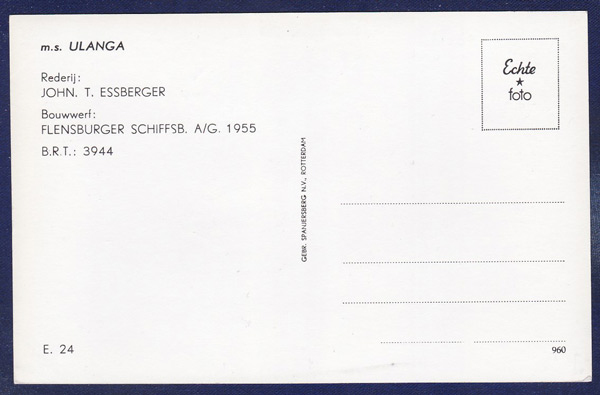 m.s. ULANGA
Rederij:
JOHN. T. ESSBERGER
Bouwwerf:
FLENSBURGER SCHIFFSB. A/G. 1955
B.R.T.: 3944
E. 24
GEBR. SPANJERSBERG N.V., ROTTERDAM
Echte
★
foto
960